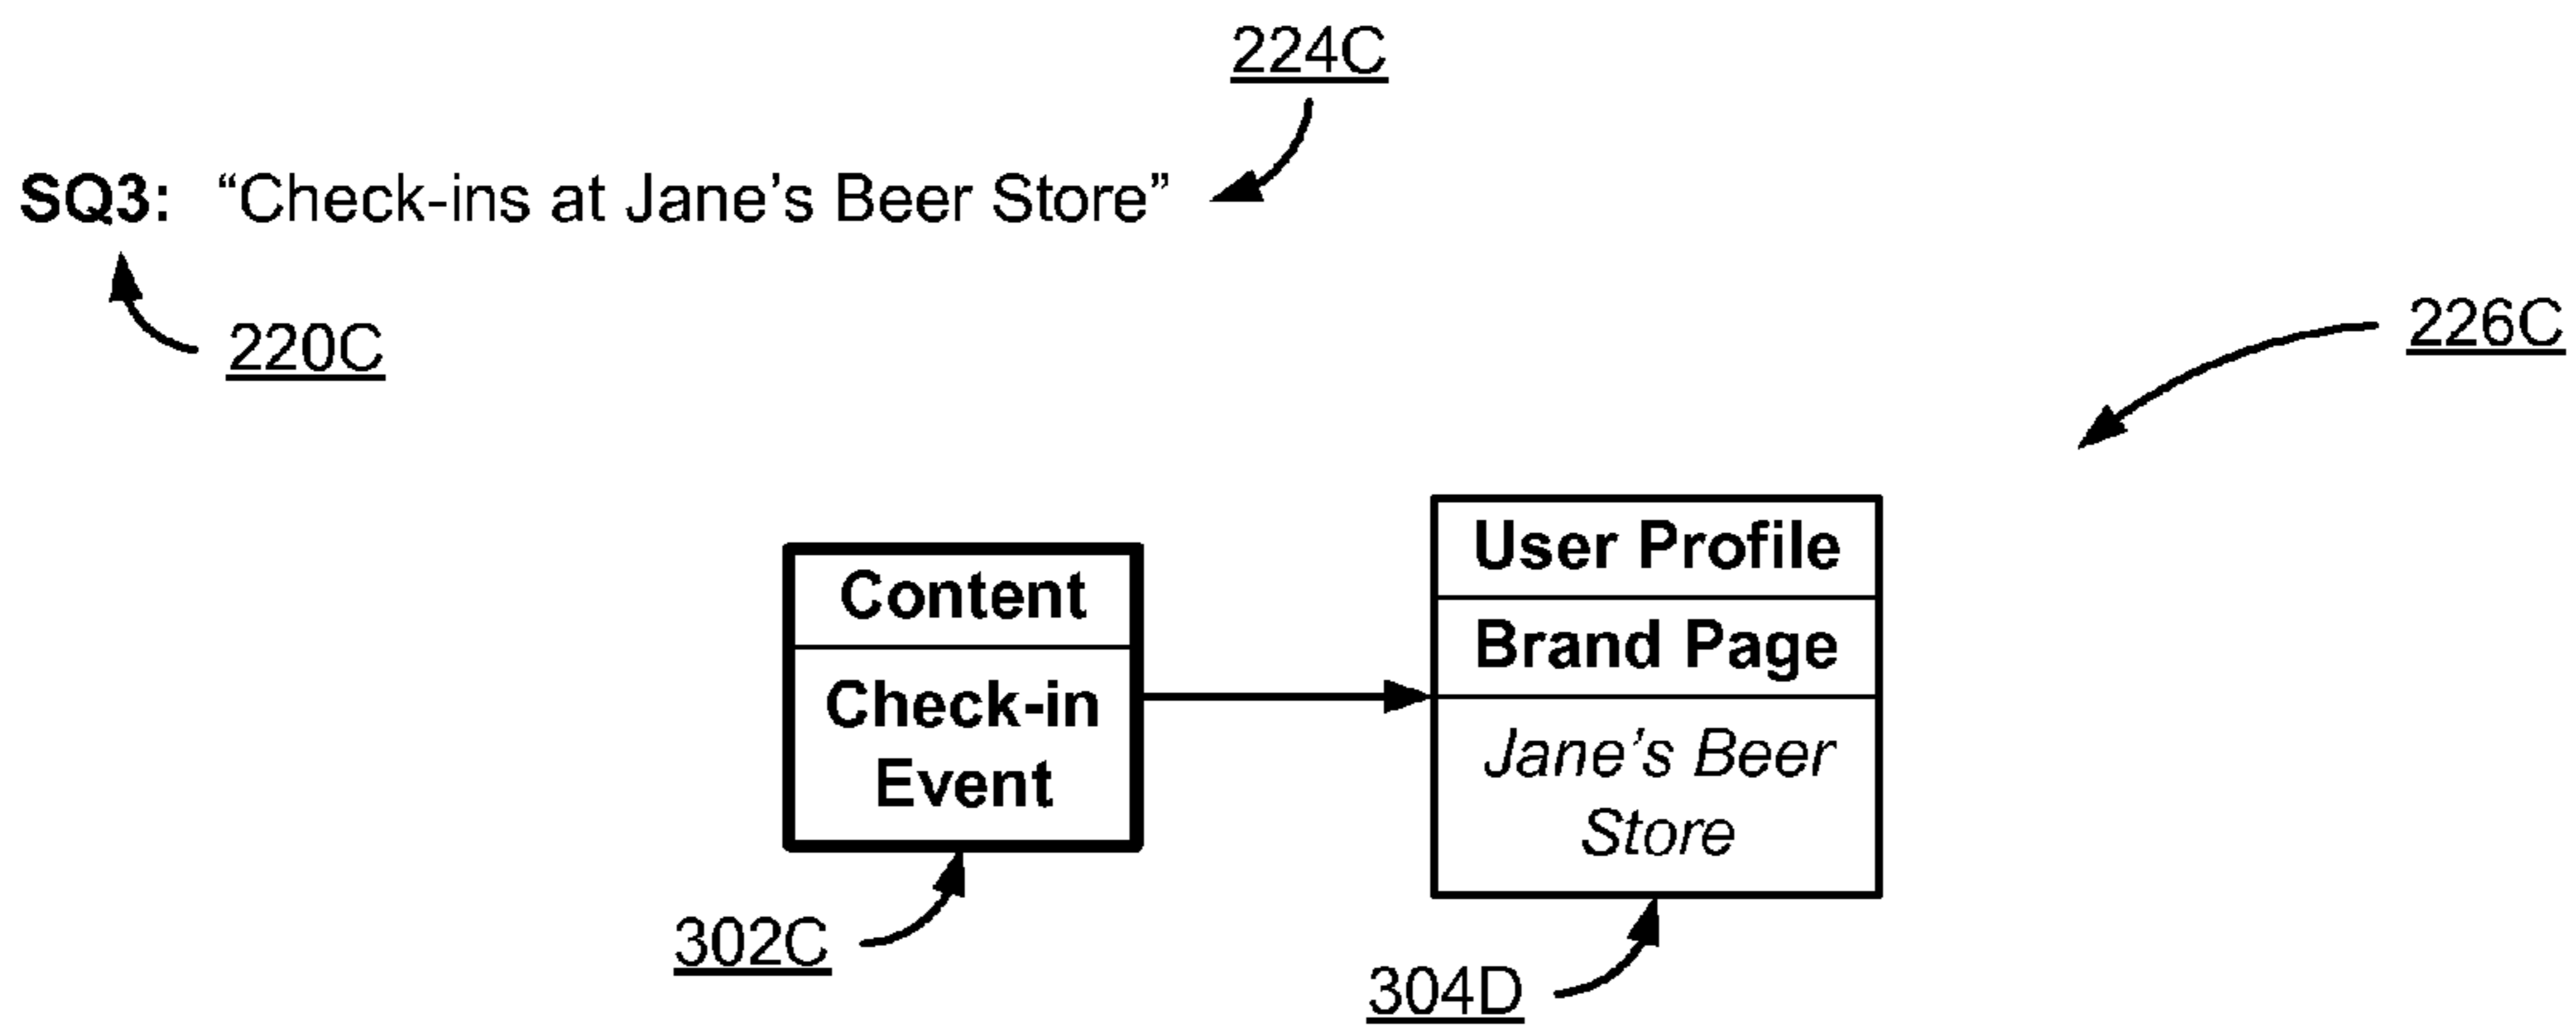 224C
SQ3: “Check-ins at Jane’s Beer Store”
220C
226C
User Profile
Content
Brand Page
Check-in
Event
Jane’s Beer
Store
302C
304D